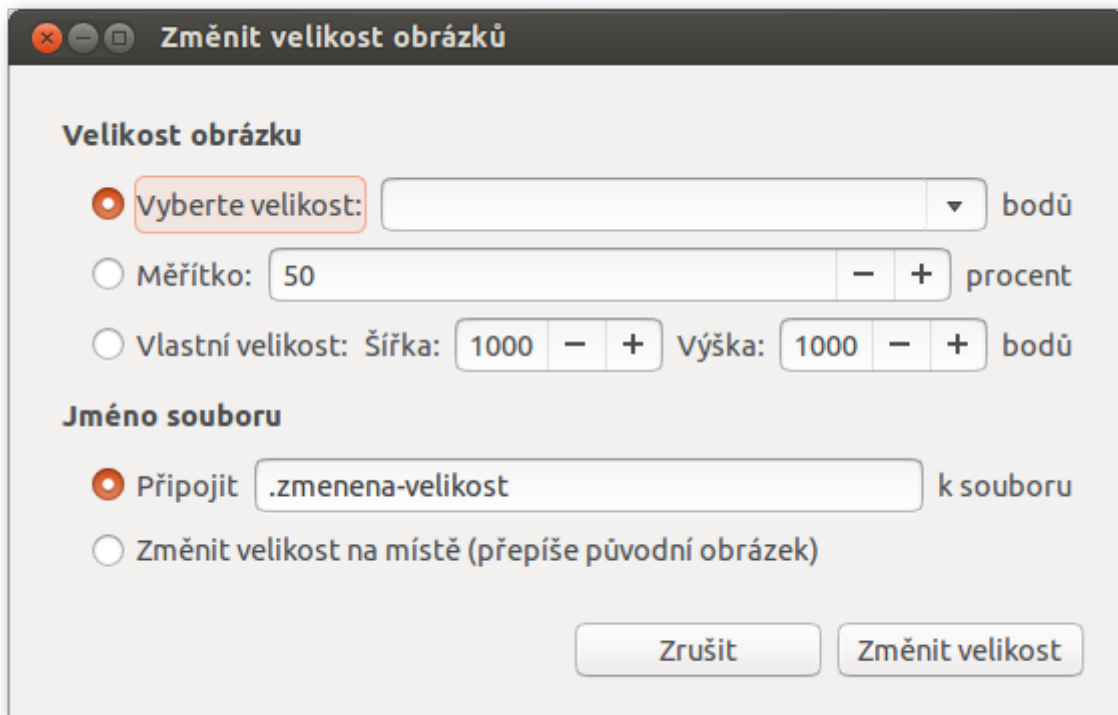 Změnit velikost obrázků
Velikost obrázku
Vyberte velikost: bodů
Měřítko: 50 − + procent
Vlastní velikost: Šířka: 1000 − + Výška: 1000 − + bodů
Jméno souboru
Připojit .zmenena-velikost k souboru
Změnit velikost na místě (přepíše původní obrázek)
Zrušit Změnit velikost